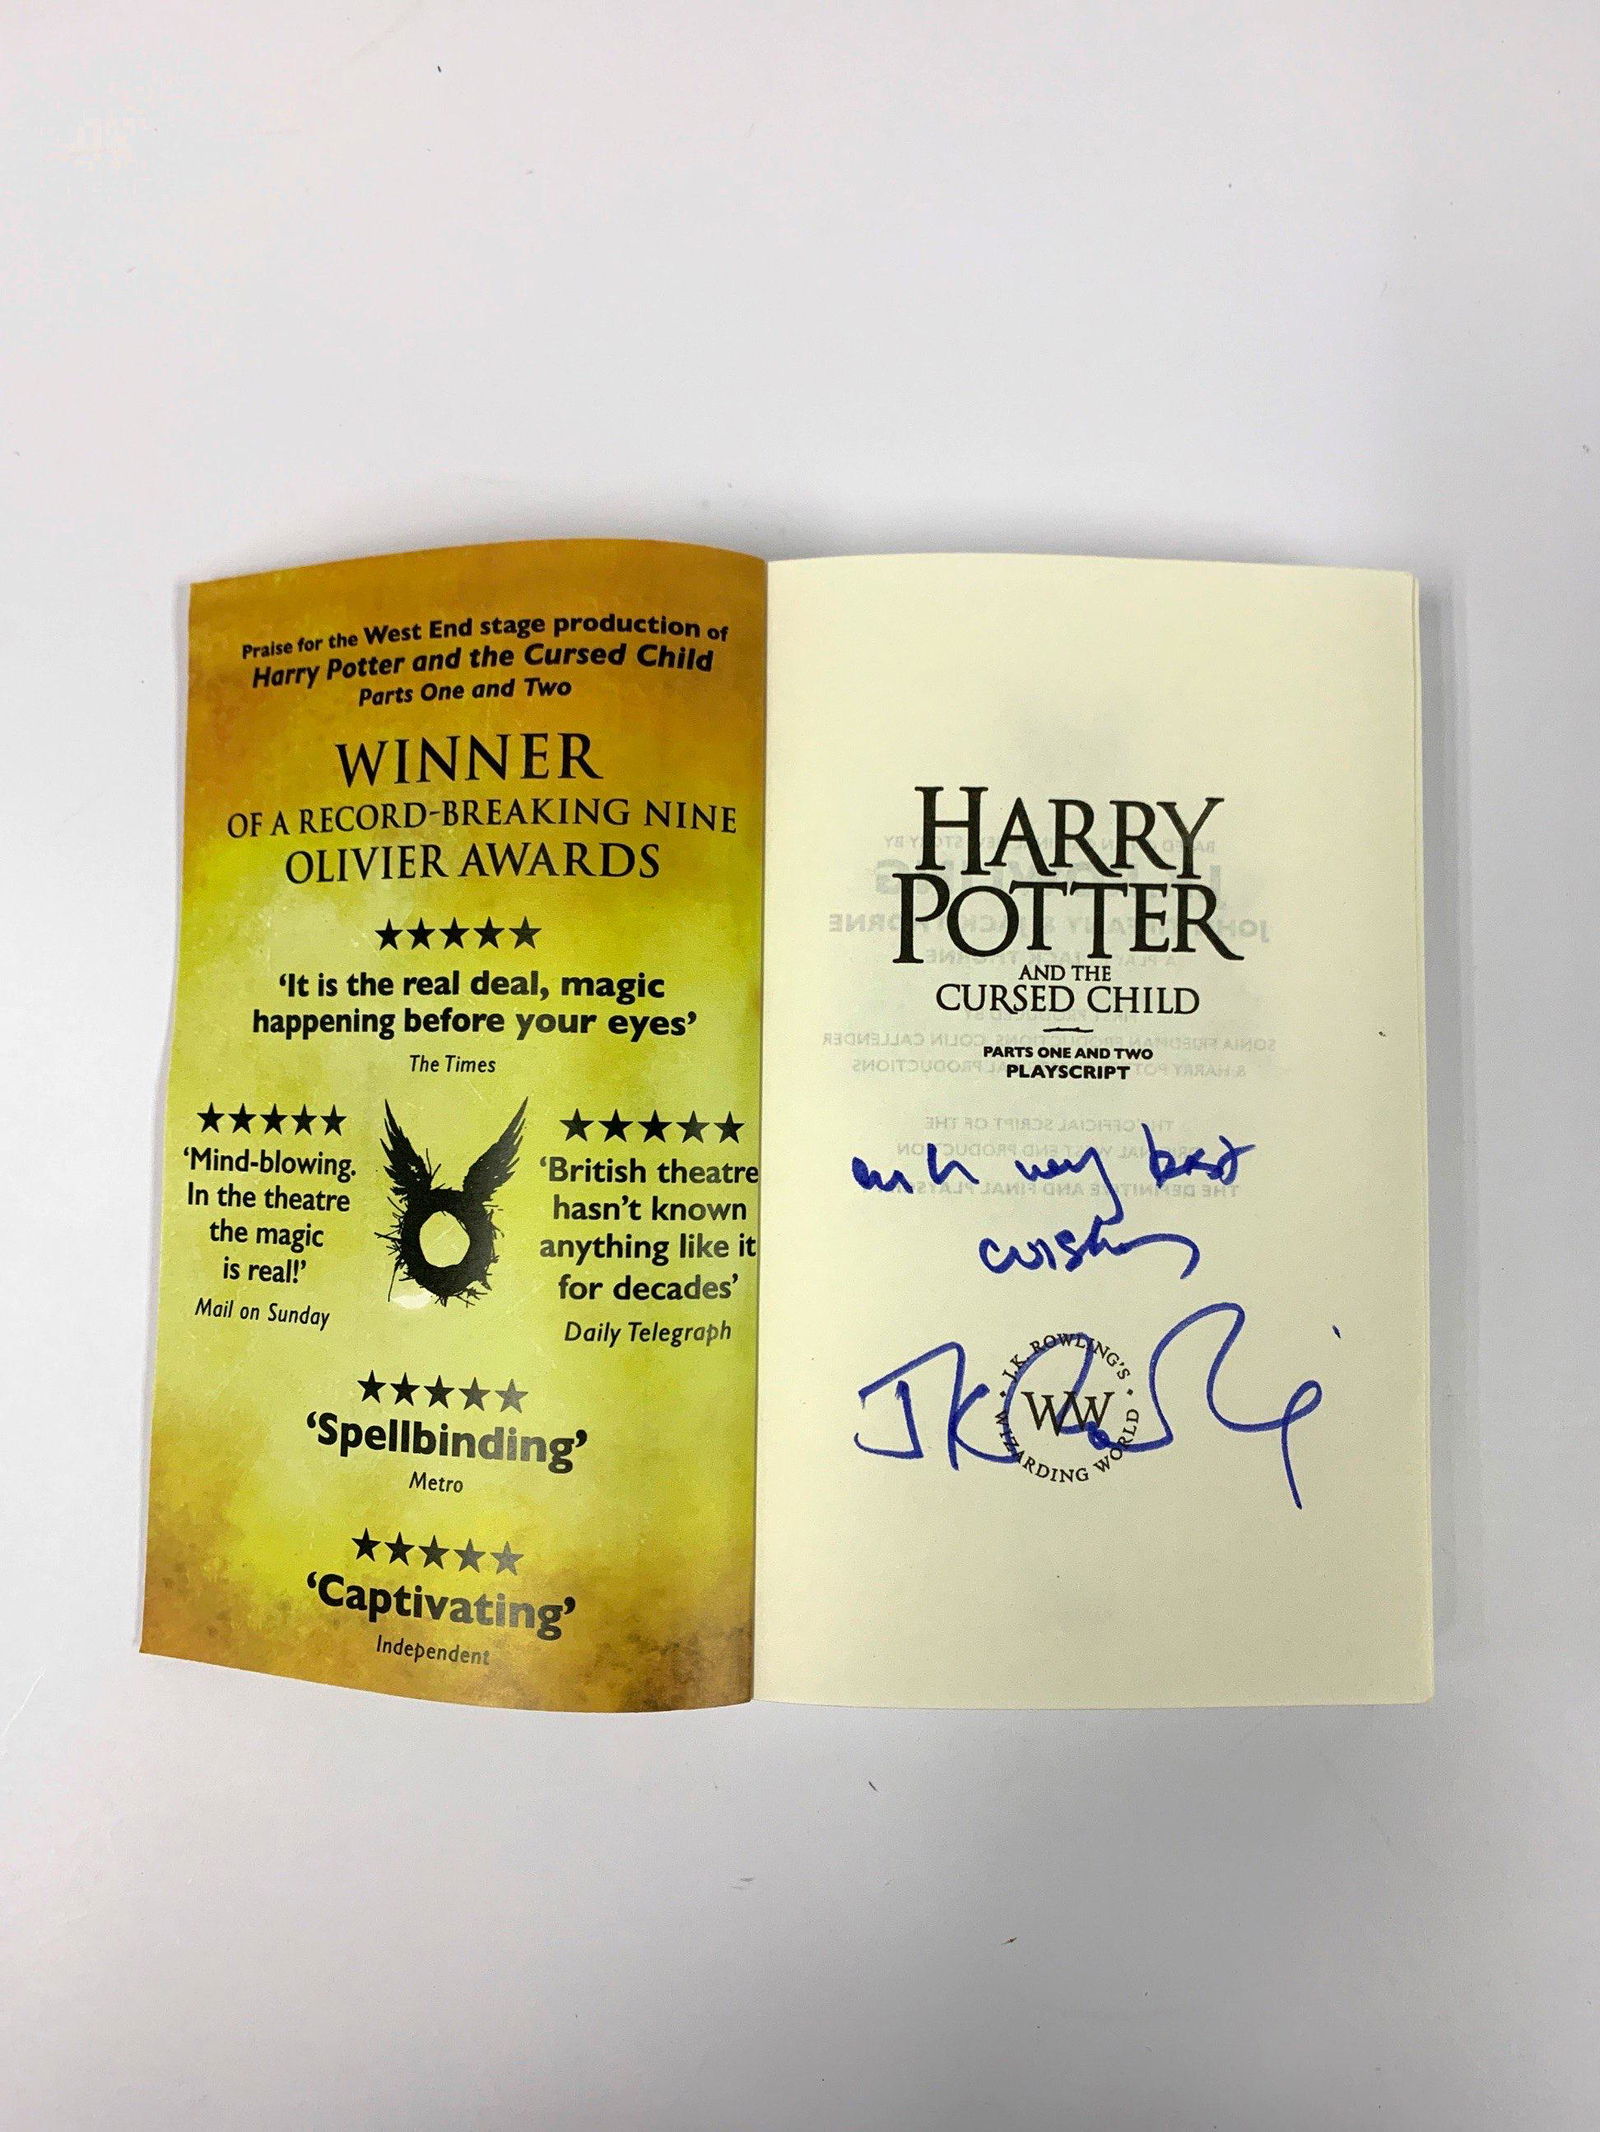 Praise for the West End stage production of
Harry Potter and the Cursed Child
Parts One and Two
WINNER
OF A RECORD-BREAKING NINE
OLIVIER AWARDS
★★★★★
‘It is the real deal, magic
happening before your eyes’
The Times
★★★★★
‘Mind-blowing.
In the theatre
the magic
is real!’
Mail on Sunday
★★★★★
‘British theatre
hasn’t known
anything like it
for decades’
Daily Telegraph
★★★★★
‘Spellbinding’
Metro
★★★★★
‘Captivating’
Independent
HARRY
POTTER
AND THE
CURSED CHILD
PARTS ONE AND TWO
PLAYSCRIPT
with very best
wishes
JK Rowling
J.K. ROWLING'S
WW
WIZARDING WORLD